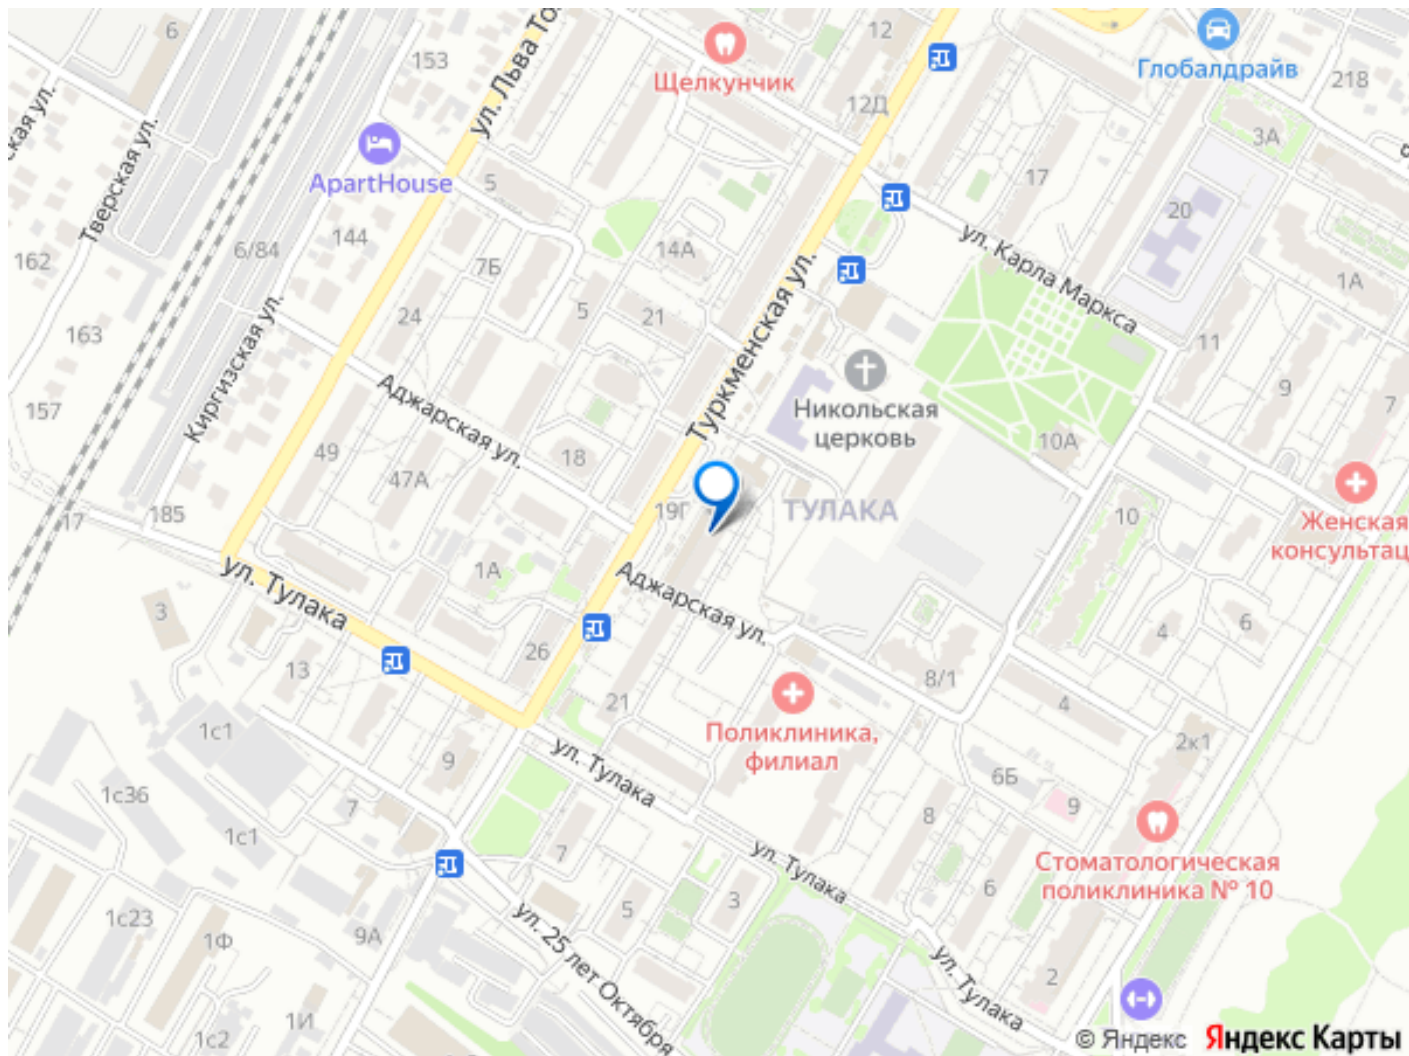 6
153
ул. Льва То
12
Щелкунчик
Глобалдрайв
218
12Д
3А
ская ул.
Тверская ул.
ApartHouse
5
17
20
144
6/84
14А
ул. Карла Маркса
162
7Б
1А
Туркменская ул.
163
24
5
21
11
Киргизская ул.
Аджарская ул.
Никольская
церковь
9
7
157
10А
49
18
47А
19Г
ТУЛАКА
10
Женская
консультац
17
185
ул. Тулака
1А
Аджарская ул.
3
26
4
6
13
8/1
21
4
Поликлиника,
филиал
2к1
1с1
ул. Тулака
9
6Б
1с36
7
8
9
1с1
7
ул. Тулака
Стоматологическая
поликлиника № 10
6
5
3
1с23
1Ф
9А
ул. 25 лет Октября
ул. Тулака
2
1И
1с2
© Яндекс Яндекс Карты